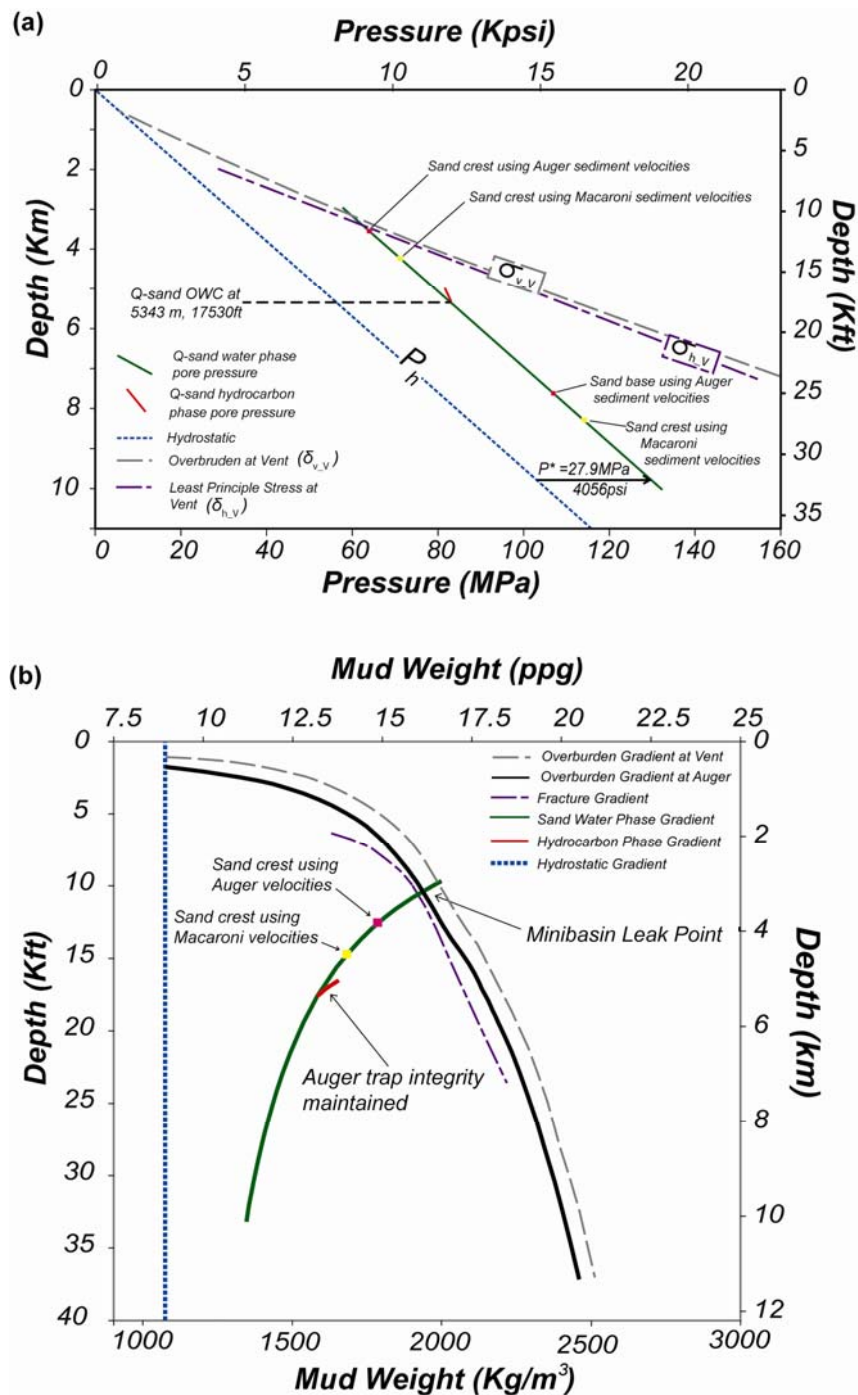 (a)
Pressure (Kpsi)
0 5 10 15 20
0 2 4 6 8 10
Depth (Km)
0 5 10 15 20 25 30 35
Depth (Kft)
Sand crest using Auger sediment velocities
Sand crest using Macaroni sediment velocities
δv_V
Q-sand OWC at
5343 m, 17530ft
δh_V
Ph
Q-sand water phase
pore pressure
Q-sand hydrocarbon
phase pore pressure
Hydrostatic
Overbruden at Vent (δv_V)
Least Principle Stress at
Vent (δh_V)
Sand base using Auger
sediment velocities
Sand crest using
Macaroni
sediment velocities
P* =27.9MPa
4056psi
0 20 40 60 80 100 120 140 160
Pressure (MPa)
(b)
Mud Weight (ppg)
7.5 10 12.5 15 17.5 20 22.5 25
0 5 10 15 20 25 30 35 40
Depth (Kft)
0 2 4 6 8 10 12
Depth (km)
Overburden Gradient at Vent
Overburden Gradient at Auger
Fracture Gradient
Sand Water Phase Gradient
Hydrocarbon Phase Gradient
Hydrostatic Gradient
Sand crest using
Auger velocities
Sand crest using
Macaroni velocities
Minibasin Leak Point
Auger trap integrity
maintained
1000 1500 2000 2500 3000
Mud Weight (Kg/m³)